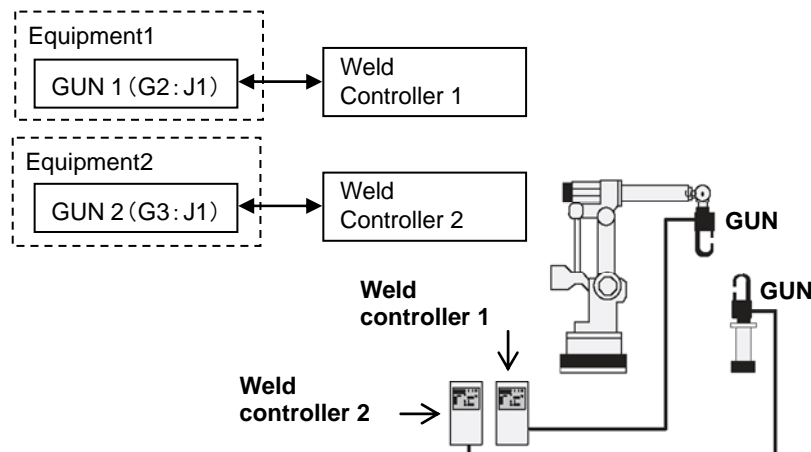 Equipment1
GUN 1(G2:J1)
Weld
Controller 1
Equipment2
GUN 2(G3:J1)
Weld
Controller 2
GUN
GUN
Weld
controller 1
Weld
controller 2